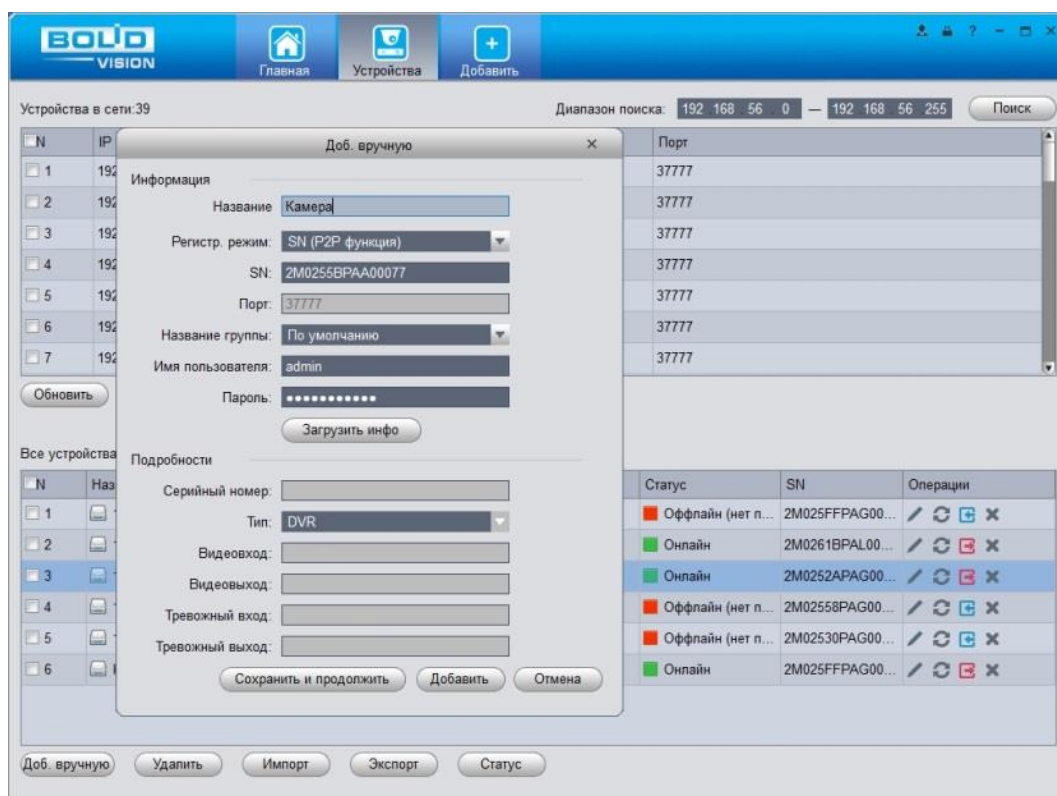 BOLID
VISION
Главная
Устройства
Добавить
Устройства в сети:39
Диапазон поиска: 192 168 56 0 — 192 168 56 255 Поиск
N IP Порт
1 192 37777
2 192 37777
3 192 37777
4 192 37777
5 192 37777
6 192 37777
7 192 37777
Обновить
Доб. вручную
Информация
Название Камера
Регистр. режим: SN (P2P функция)
SN: 2M0255BPAA00077
Порт: 37777
Название группы: По умолчанию
Имя пользователя: admin
Пароль: •••••••••••
Загрузить инфо
Подробности
Серийный номер:
Тип: DVR
Видеовход:
Видеовыход:
Тревожный вход:
Тревожный выход:
Сохранить и продолжить Добавить Отмена
Все устройства
N Наз Статус SN Операции
1 Оффлайн (нет п... 2M025FFPAG00...
2 Онлайн 2M0261BPAL00...
3 Онлайн 2M0252APAG00...
4 Оффлайн (нет п... 2M02558PAG00...
5 Оффлайн (нет п... 2M02530PAG00...
6 Онлайн 2M025FFPAG00...
Доб. вручную Удалить Импорт Экспорт Статус